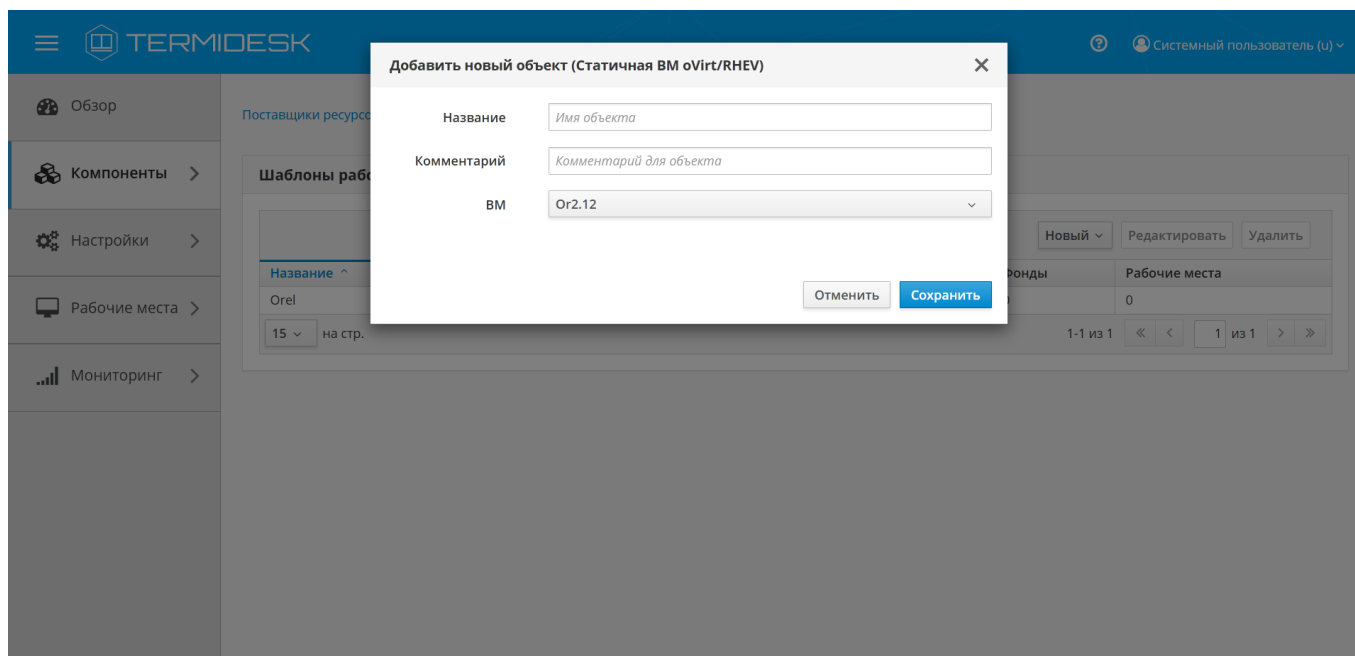 TERMIDESK
Системный пользователь (u)
Добавить новый объект (Статичная ВМ oVirt/RHEV)
Название
Имя объекта
Комментарий
Комментарий для объекта
ВМ
Or2.12
Отменить
Сохранить
Обзор
Компоненты
Настройки
Рабочие места
Мониторинг
Поставщики
Шаблоны
Новый
Редактировать
Удалить
Название
Рабочие места
Orel
0
15 на стр.
1-1 из 1
1 из 1